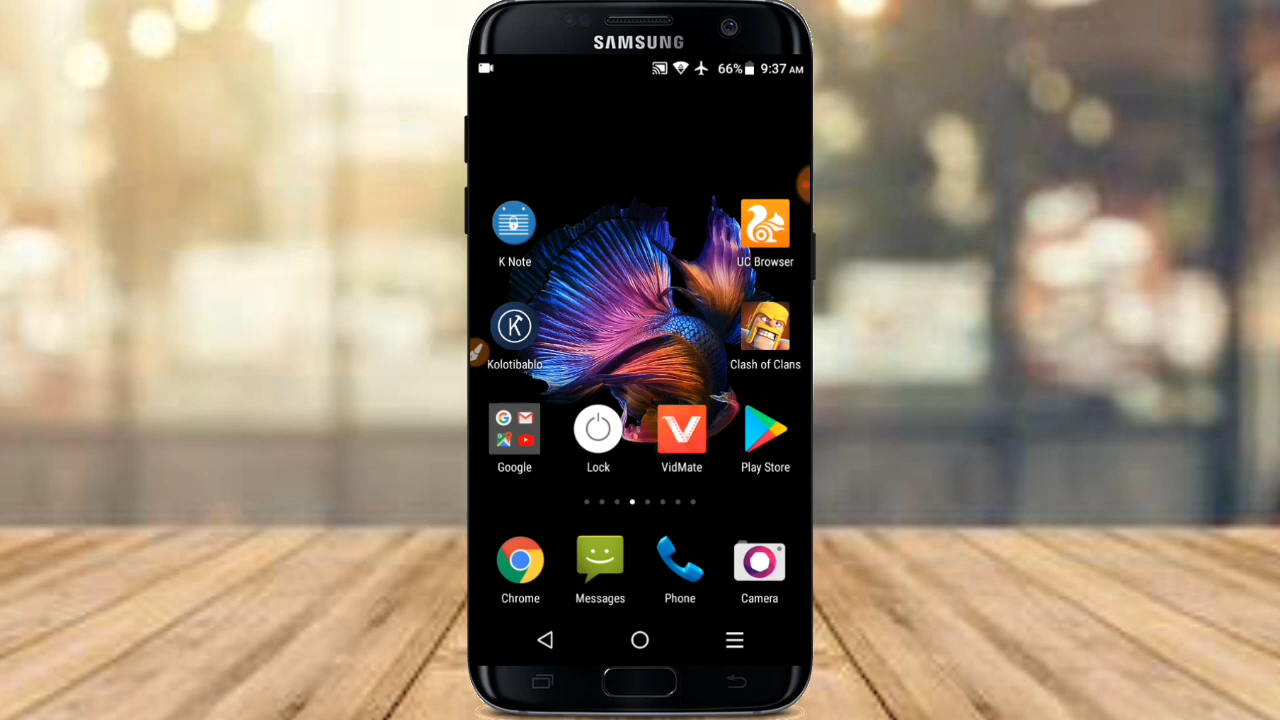 SAMSUNG
66% 9:37 AM
K Note
UC Browser
Kolotibablo
Clash of Clans
Google
Lock
VidMate
Play Store
Chrome
Messages
Phone
Camera